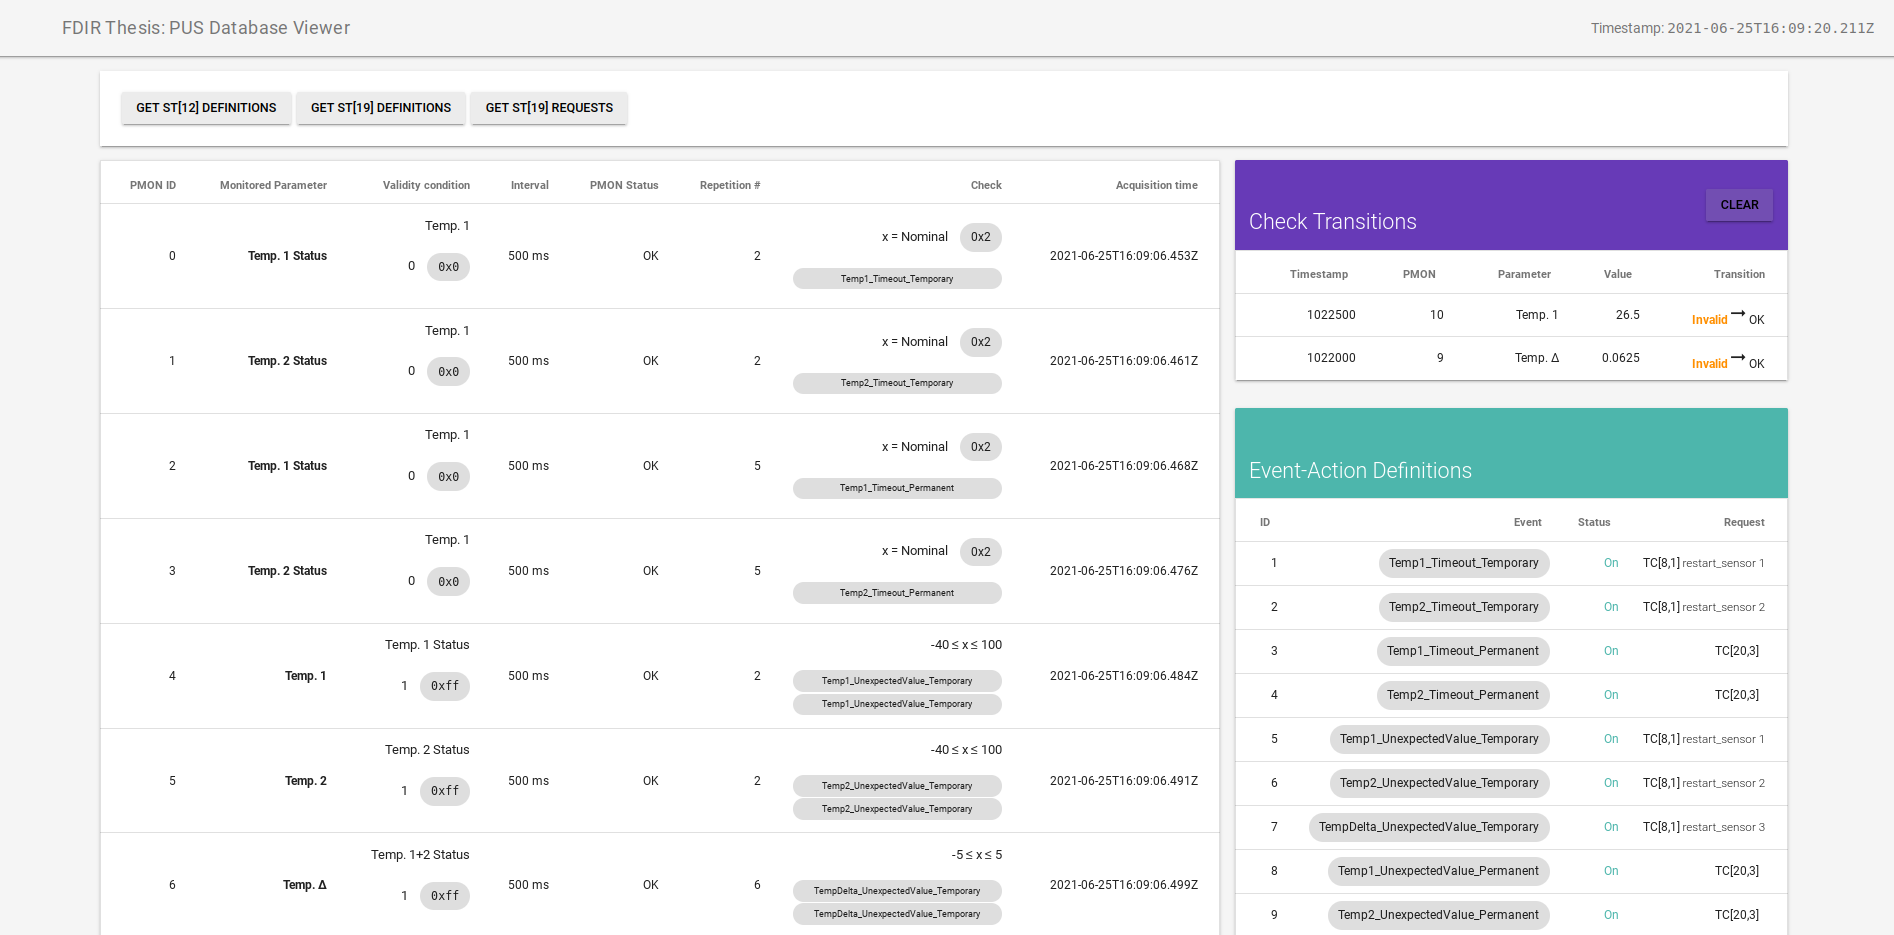 FDIR Thesis: PUS Database Viewer
Timestamp: 2021-06-25T16:09:20.211Z
GET ST[12] DEFINITIONS GET ST[19] DEFINITIONS GET ST[19] REQUESTS
PMON ID Monitored Parameter Validity condition Interval PMON Status Repetition # Check Acquisition time
Temp. 1
0 Temp. 1 Status 0 0x0 500 ms OK 2 x = Nominal 0x2 2021-06-25T16:09:06.453Z
Temp1_Timeout_Temporary
Temp. 1
1 Temp. 2 Status 0 0x0 500 ms OK 2 x = Nominal 0x2 2021-06-25T16:09:06.461Z
Temp2_Timeout_Temporary
Temp. 1
2 Temp. 1 Status 0 0x0 500 ms OK 5 x = Nominal 0x2 2021-06-25T16:09:06.468Z
Temp1_Timeout_Permanent
Temp. 1
3 Temp. 2 Status 0 0x0 500 ms OK 5 x = Nominal 0x2 2021-06-25T16:09:06.476Z
Temp2_Timeout_Permanent
Temp. 1 Status -40 ≤ x ≤ 100
4 Temp. 1 1 0xff 500 ms OK 2 Temp1_UnexpectedValue_Temporary 2021-06-25T16:09:06.484Z
Temp1_UnexpectedValue_Temporary
Temp. 2 Status -40 ≤ x ≤ 100
5 Temp. 2 1 0xff 500 ms OK 2 Temp2_UnexpectedValue_Temporary 2021-06-25T16:09:06.491Z
Temp2_UnexpectedValue_Temporary
Temp. 1+2 Status -5 ≤ x ≤ 5
6 Temp. Δ 1 0xff 500 ms OK 6 TempDelta_UnexpectedValue_Temporary 2021-06-25T16:09:06.499Z
TempDelta_UnexpectedValue_Temporary
Check Transitions CLEAR
Timestamp PMON Parameter Value Transition
1022500 10 Temp. 1 26.5 Invalid → OK
1022000 9 Temp. Δ 0.0625 Invalid → OK
Event-Action Definitions
ID Event Status Request
1 Temp1_Timeout_Temporary On TC[8,1] restart_sensor 1
2 Temp2_Timeout_Temporary On TC[8,1] restart_sensor 2
3 Temp1_Timeout_Permanent On TC[20,3]
4 Temp2_Timeout_Permanent On TC[20,3]
5 Temp1_UnexpectedValue_Temporary On TC[8,1] restart_sensor 1
6 Temp2_UnexpectedValue_Temporary On TC[8,1] restart_sensor 2
7 TempDelta_UnexpectedValue_Temporary On TC[8,1] restart_sensor 3
8 Temp1_UnexpectedValue_Permanent On TC[20,3]
9 Temp2_UnexpectedValue_Permanent On TC[20,3]